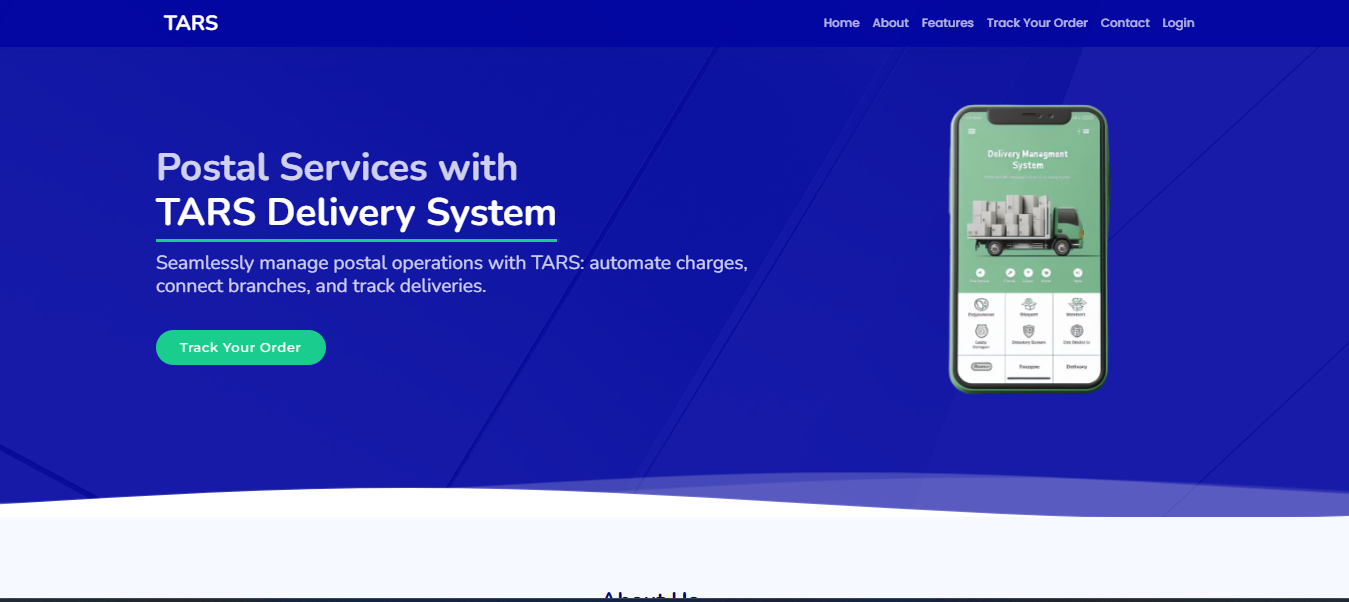 TARS
Home About Features Track Your Order Contact Login
Postal Services with
TARS Delivery System
Seamlessly manage postal operations with TARS: automate charges,
connect branches, and track deliveries.
Track Your Order
Delivery Managment
System
Delivery
About Us